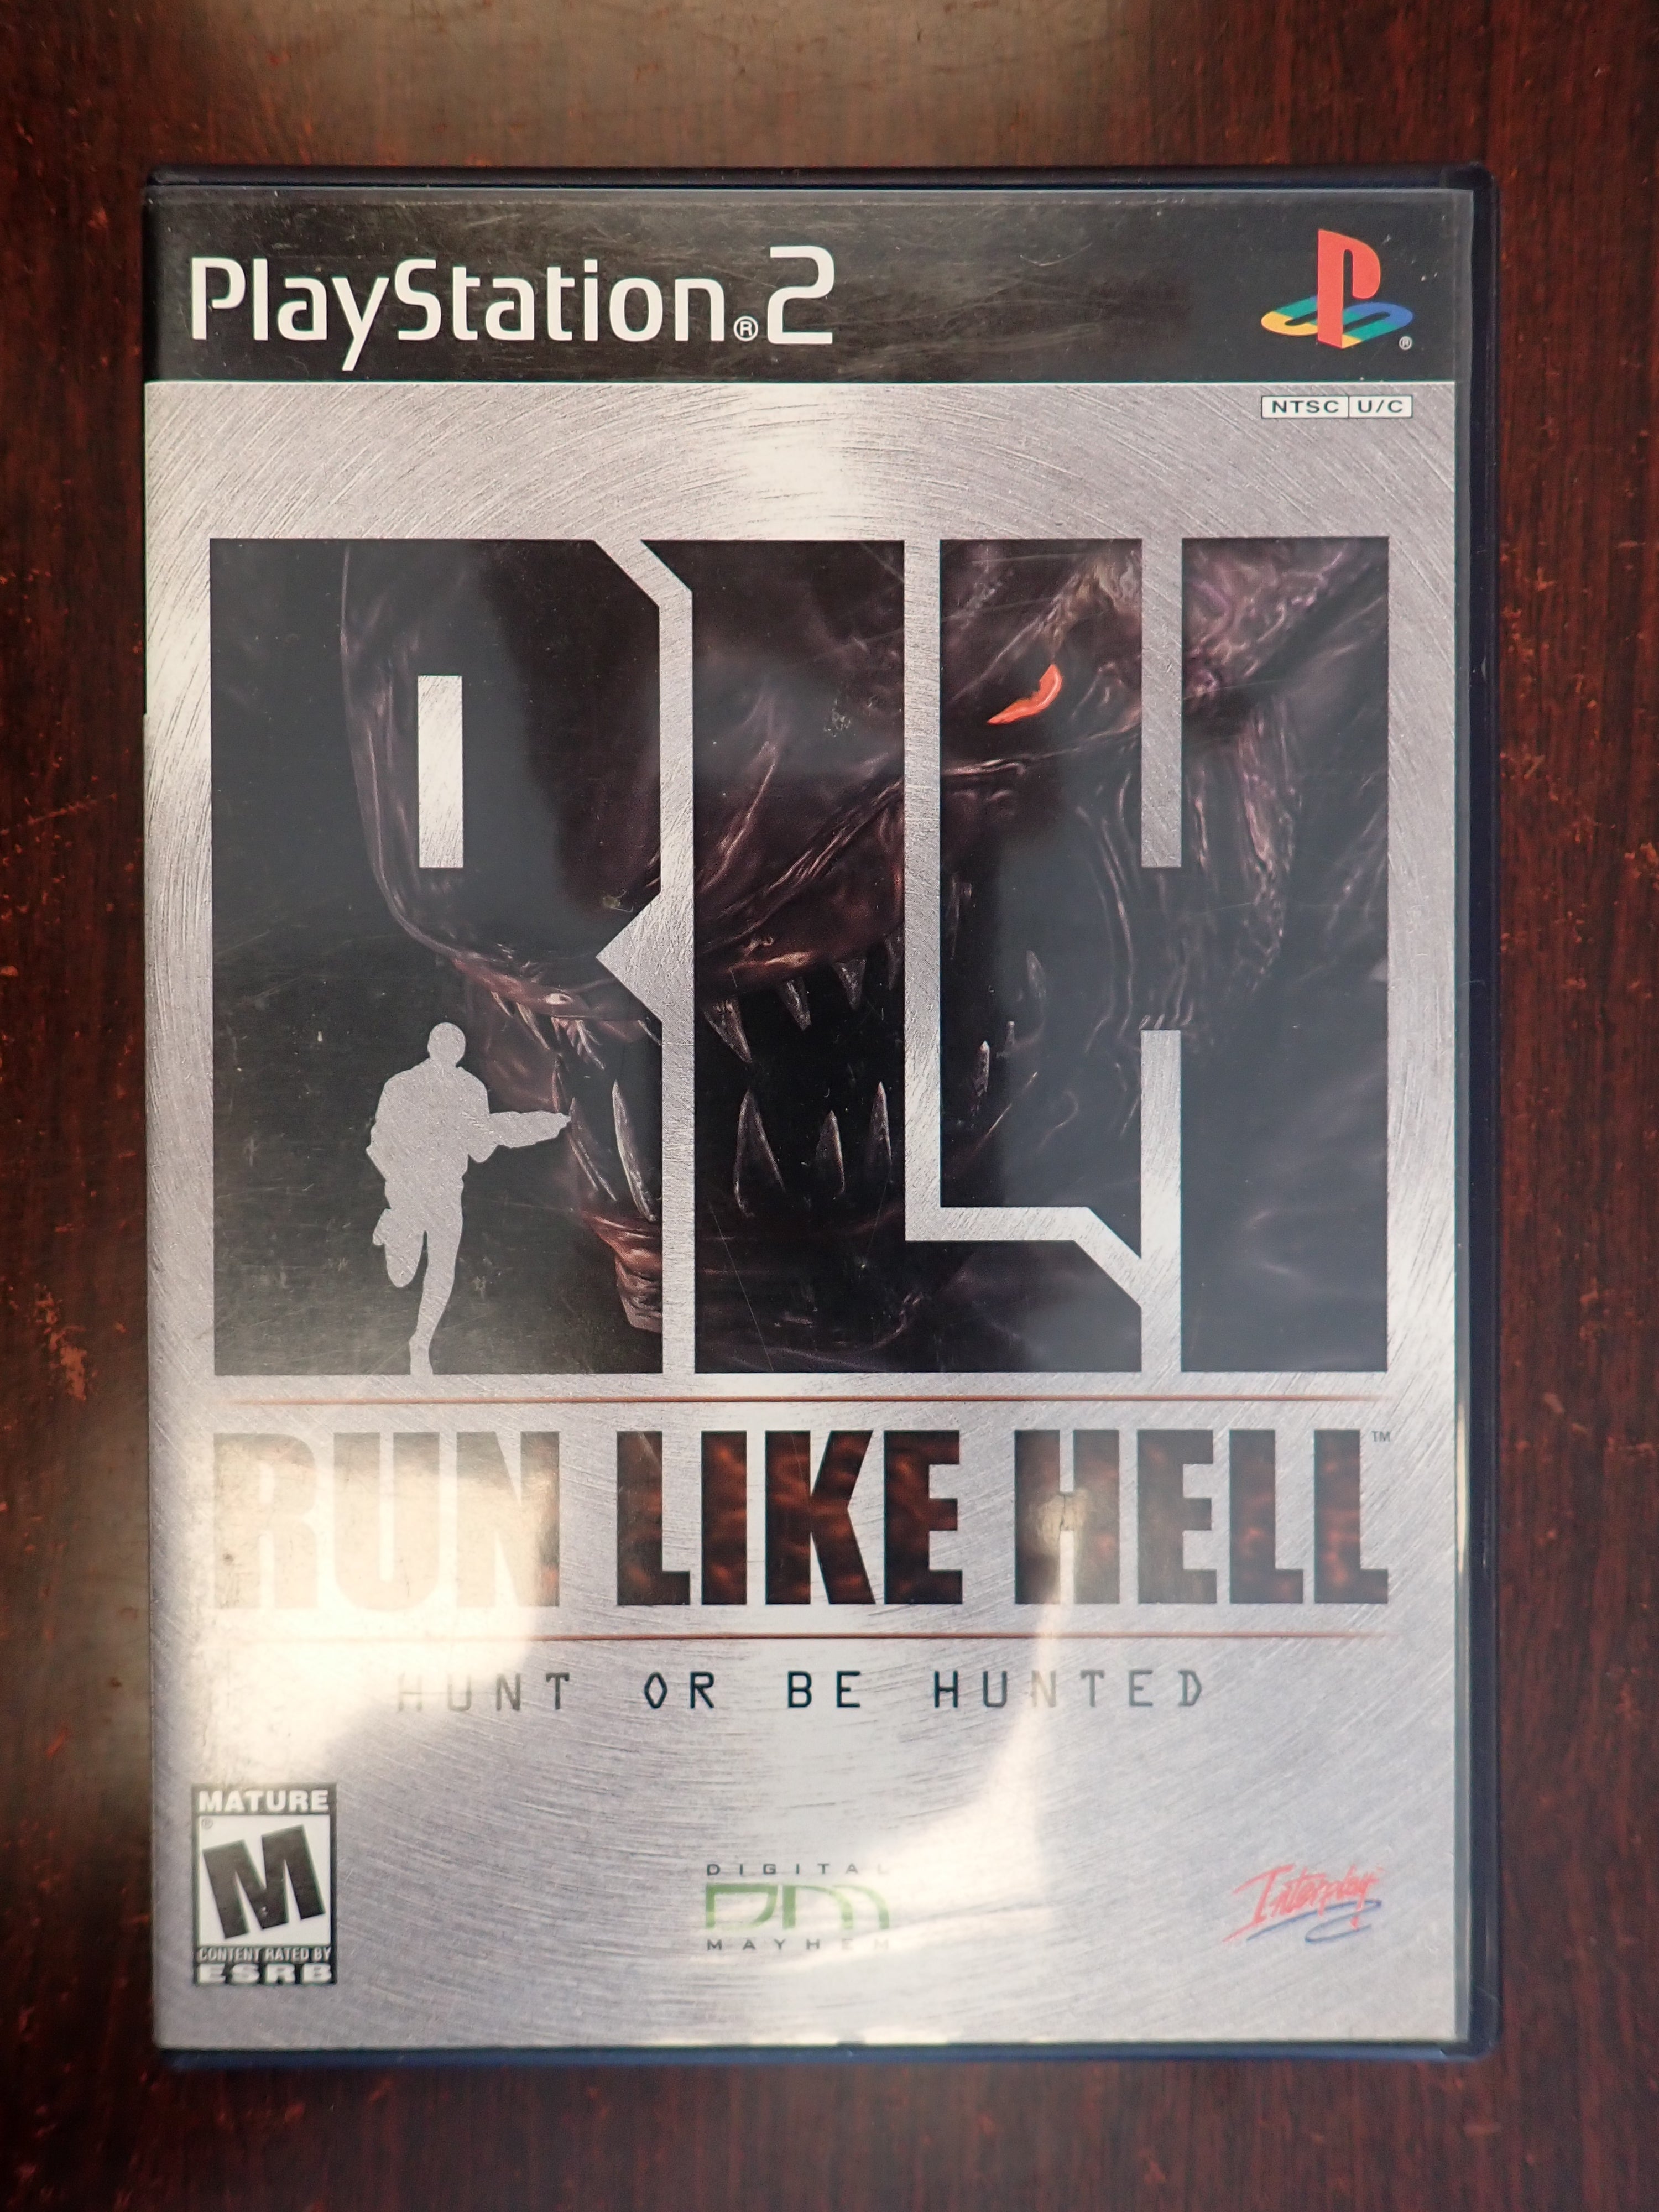 PlayStation®2
®
NTSC U/C
RLH
RUN LIKE HELL™
HUNT OR BE HUNTED
MATURE
®
M
CONTENT RATED BY
ESRB
DIGITAL
DM
MAYHEM
Interplay™